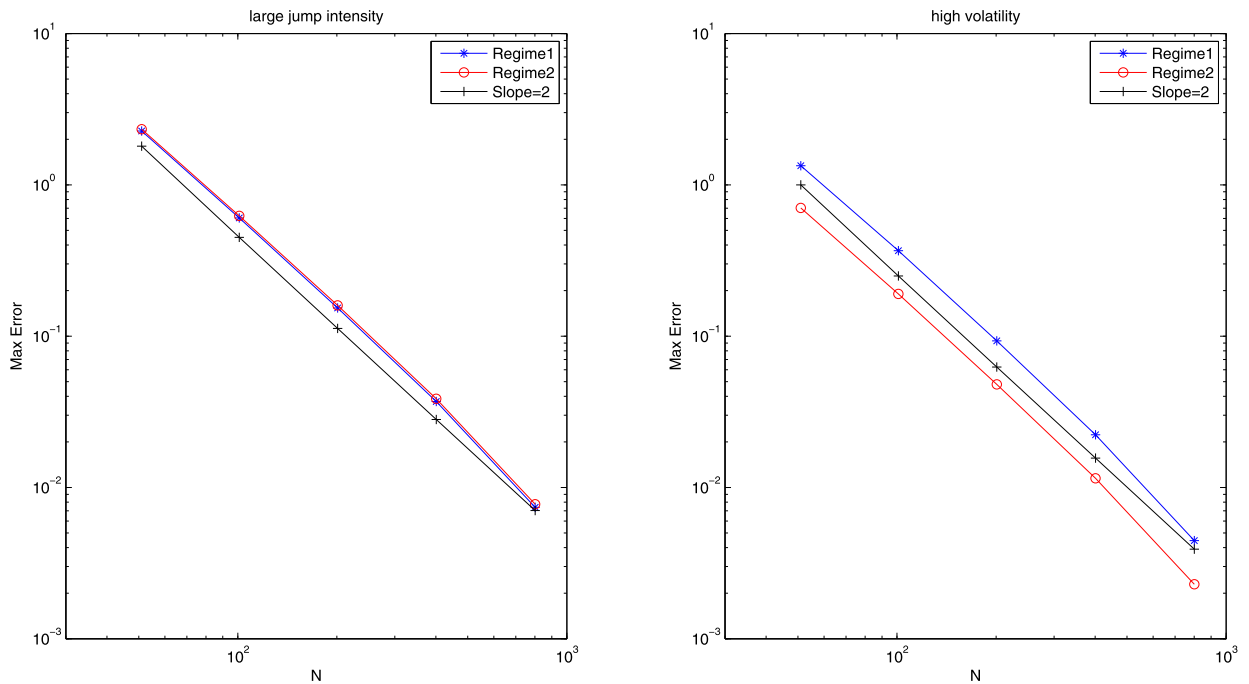 large jump intensity
10^1
10^0
10^-1
10^-2
10^-3
Max Error
10^2
10^3
N
Regime1
Regime2
Slope=2
high volatility
10^1
10^0
10^-1
10^-2
10^-3
Max Error
10^2
10^3
N
Regime1
Regime2
Slope=2